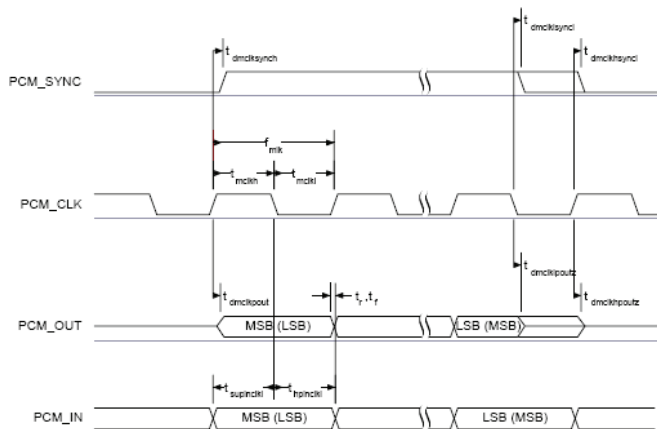 t dmclklsyncl
t dmclksynch
t dmclkhsyncl
PCM_SYNC
f mlk
t mclkh
t mclkl
PCM_CLK
t dmclklpoutz
t dmclkpout
t r ,t f
t dmclkhpoutz
PCM_OUT
MSB (LSB)
LSB (MSB)
t supinclkl
t hpinclkl
PCM_IN
MSB (LSB)
LSB (MSB)